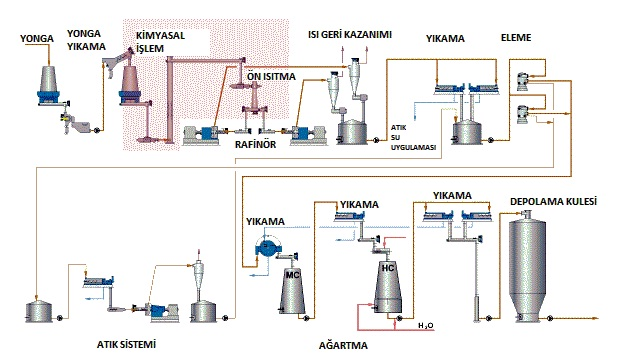 YONGA
YONGA
YIKAMA
KİMYASAL
İŞLEM
ÖN ISITMA
RAFİNÖR
ISI GERİ KAZANIMI
YIKAMA
ELEME
ATIK
SU
UYGULAMASI
YIKAMA
YIKAMA
YIKAMA
DEPOLAMA KULESİ
MC
HC
H2O
ATIK SİSTEMİ
AĞARTMA